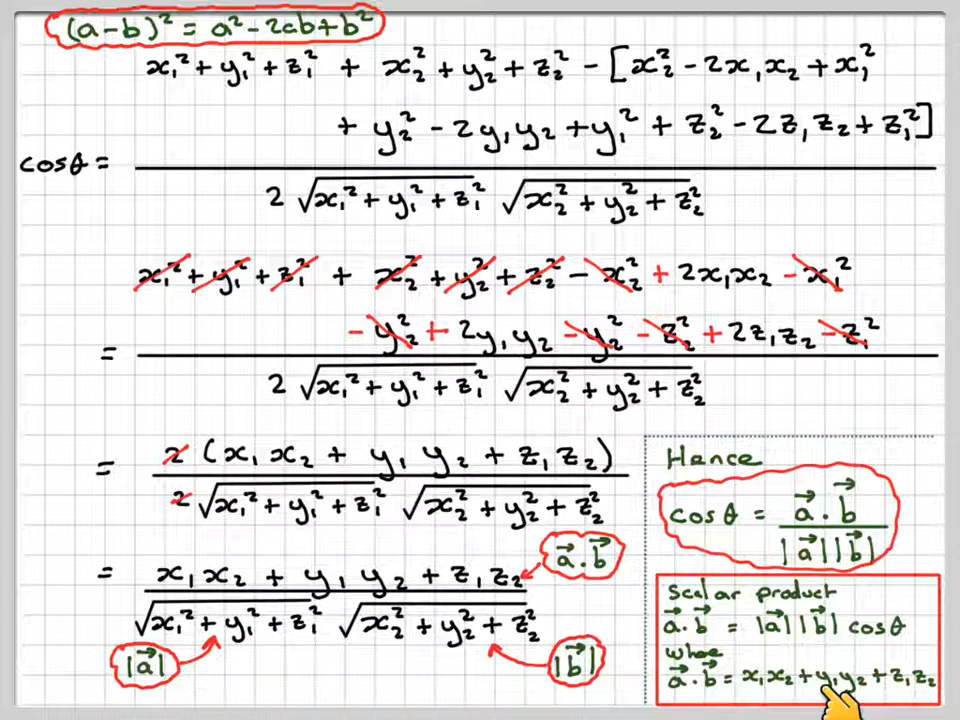 (a-b)² = a² - 2ab + b²
x₁² + y₁² + z₁² + x₂² + y₂² + z₂² - [x₂² - 2x₁x₂ + x₁²
+ y₂² - 2y₁y₂ + y₁² + z₂² - 2z₁z₂ + z₁²]
cosθ =
2 √x₁² + y₁² + z₁² √x₂² + y₂² + z₂²
x₁² + y₁² + z₁² + x₂² + y₂² + z₂² - x₂² + 2x₁x₂ - x₁²
- y₂² + 2y₁y₂ - y₂² - z₂² + 2z₁z₂ - z₁²
=
2 √x₁² + y₁² + z₁² √x₂² + y₂² + z₂²
= 2 (x₁x₂ + y₁y₂ + z₁z₂)
2 √x₁² + y₁² + z₁² √x₂² + y₂² + z₂²
a⃗.b⃗
= x₁x₂ + y₁y₂ + z₁z₂
√x₁² + y₁² + z₁² √x₂² + y₂² + z₂²
|a⃗|
|b⃗|
Hence
cosθ = a⃗.b⃗
|a⃗||b⃗|
scalar product
a⃗.b⃗ = |a⃗||b⃗| cosθ
where
a⃗.b⃗ = x₁x₂ + y₁y₂ + z₁z₂